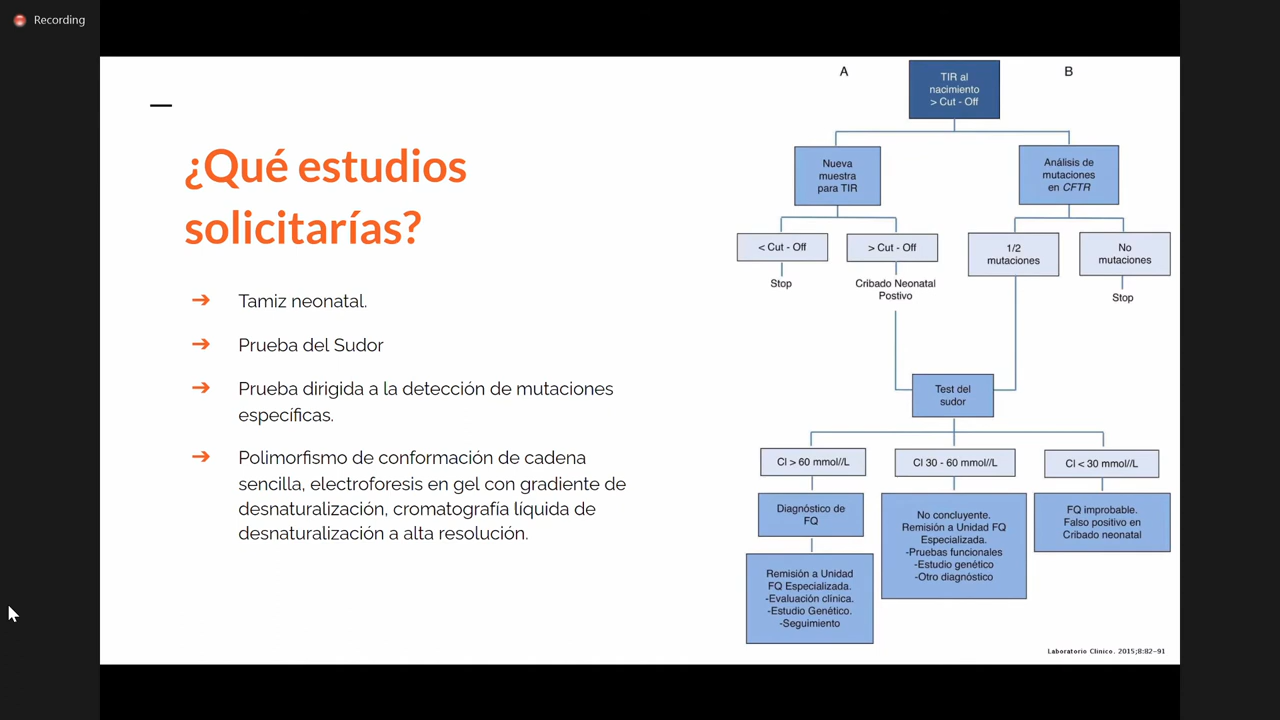 Recording
¿Qué estudios
solicitarías?
➔ Tamiz neonatal.
➔ Prueba del Sudor
➔ Prueba dirigida a la detección de mutaciones
específicas.
➔ Polimorfismo de conformación de cadena
sencilla, electroforesis en gel con gradiente de
desnaturalización, cromatografía líquida de
desnaturalización a alta resolución.
A
B
TIR al
nacimiento
> Cut - Off
Nueva
muestra
para TIR
Análisis de
mutaciones
en CFTR
< Cut - Off
> Cut - Off
1/2
mutaciones
No
mutaciones
Stop
Cribado Neonatal
Postivo
Stop
Test del
sudor
Cl > 60 mmol//L
Cl 30 - 60 mmol//L
Cl < 30 mmol//L
Diagnóstico de
FQ
No concluyente.
Remisión a Unidad FQ
Especializada.
-Pruebas funcionales
-Estudio genético
-Otro diagnóstico
FQ improbable.
Falso positivo en
Cribado neonatal
Remisión a Unidad
FQ Especializada.
-Evaluación clínica.
-Estudio Genético.
-Seguimiento
Laboratorio Clinico. 2015;8:82–91